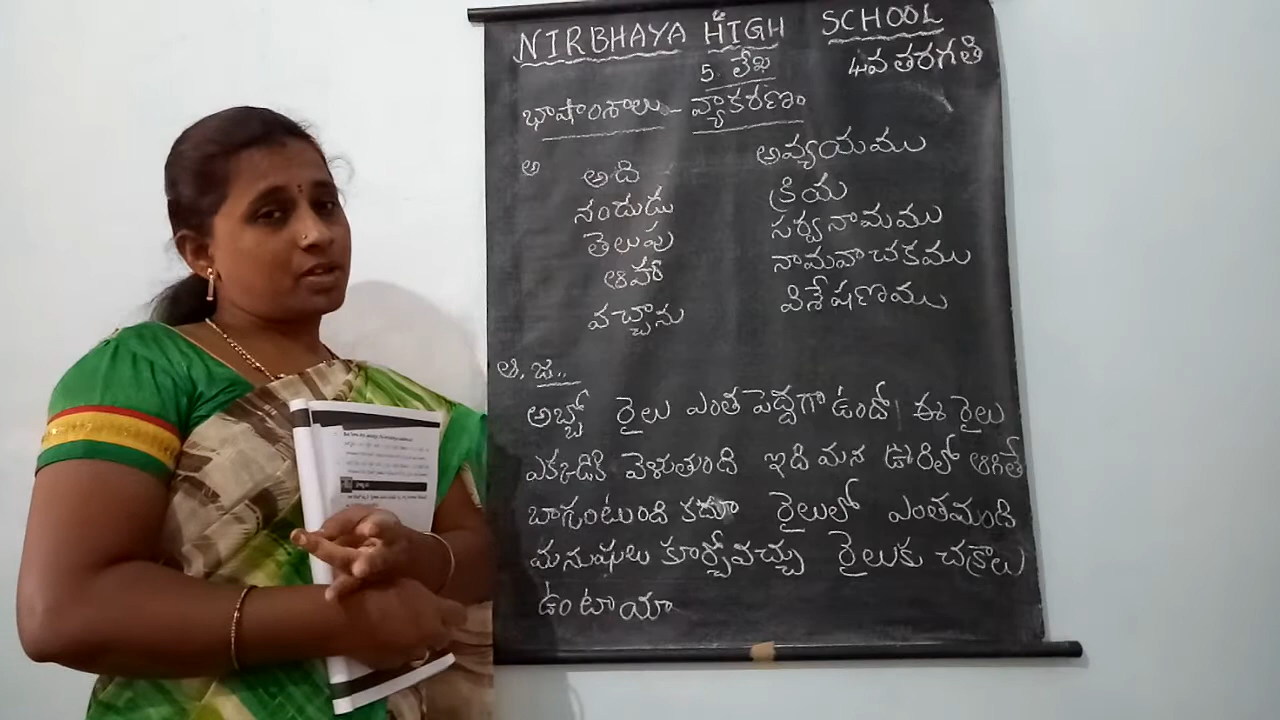 NIRBHAYA HIGH SCHOOL
5. లేఖ 4వ తరగతి
భాషాంశాలు - వ్యాకరణం
అ
అది అవ్యయము
నందుడు క్రియ
తెలుపు సర్వనామము
ఆహా నామవాచకము
వచ్చాను విశేషణాము
ఆ. జ..
అబ్బో రైలు ఎంత పెద్దగా ఉందో ఈ రైలు
ఎక్కడికి వెళుతుంది ఇది మన ఊరిలో ఆగితే
బాగుంటుంది కదూ రైలులో ఎంతమంది
మనుషులు కూర్చోవచ్చు రైలుకు చక్రాలు
ఉంటాయా